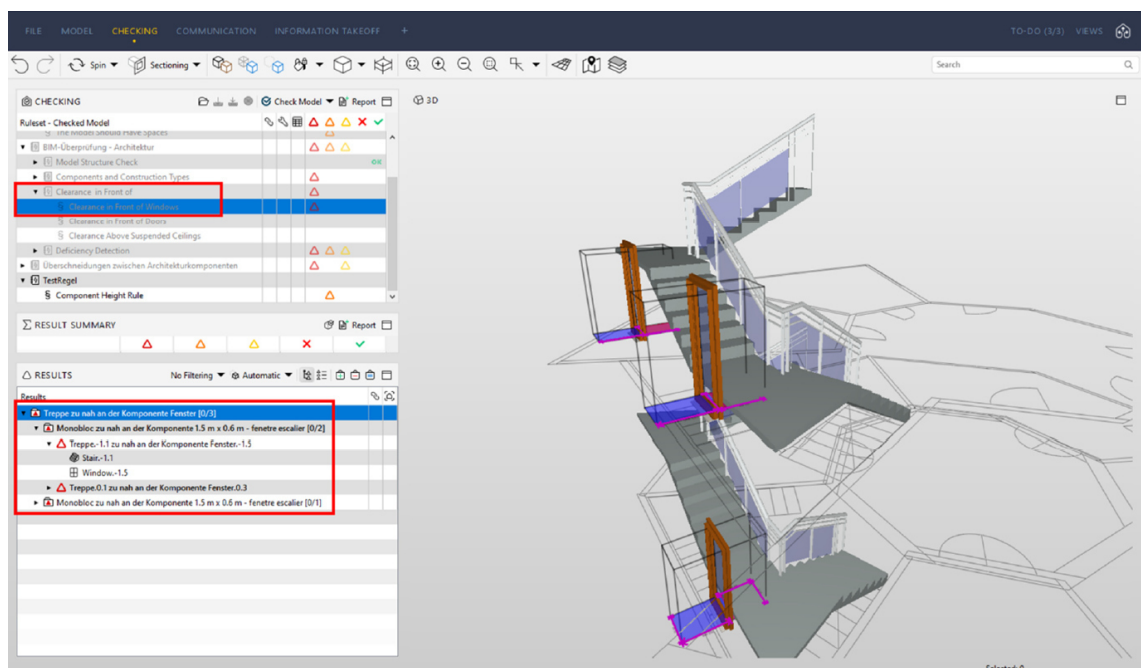 FILE MODEL CHECKING COMMUNICATION INFORMATION TAKEOFF + TO-DO (3/3) VIEWS
Spin Sectioning Search
CHECKING Check Model Report 3D
Ruleset - Checked Model
§ The Model Should Have Spaces
BIM-Überprüfung - Architektur
Model Structure Check OK
Components and Construction Types
Clearance in Front of
§ Clearance in Front of Windows
§ Clearance in Front of Doors
§ Clearance Above Suspended Ceilings
Deficiency Detection
Überschneidungen zwischen Architekturkomponenten
TestRegel
§ Component Height Rule
RESULT SUMMARY Report
RESULTS No Filtering Automatic
Results
Treppe zu nah an der Komponente Fenster [0/3]
Monobloc zu nah an der Komponente 1.5 m x 0.6 m - fenetre escalier [0/2]
Treppe.-1.1 zu nah an der Komponente Fenster.-1.5
Stair.-1.1
Window.-1.5
Treppe.0.1 zu nah an der Komponente Fenster.0.3
Monobloc zu nah an der Komponente 1.5 m x 0.6 m - fenetre escalier [0/1]